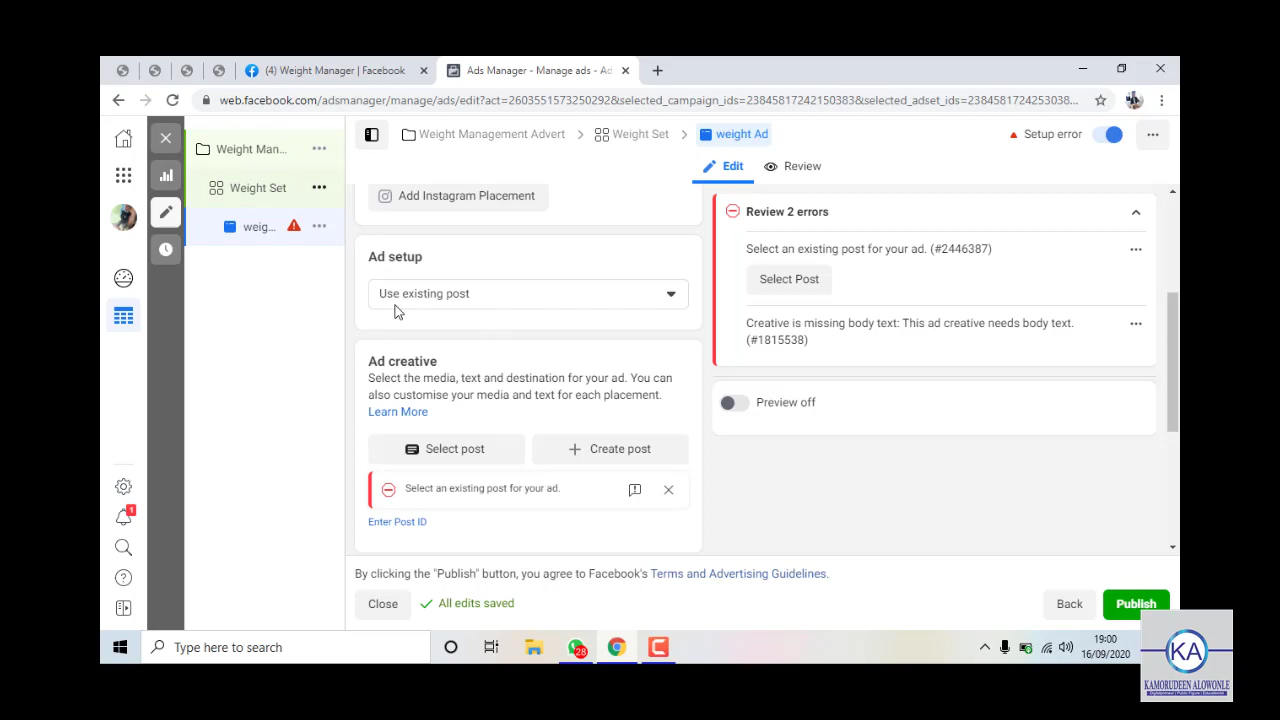 (4) Weight Manager | Facebook
Ads Manager - Manage ads - Ad
web.facebook.com/adsmanager/manage/ads/edit?act=2603551573250292&selected_campaign_ids=23845817242150383&selected_adset_ids=2384581724253038...
Weight Management Advert
Weight Set
weight Ad
Setup error
Edit
Review
Weight Man...
Weight Set
weig...
Add Instagram Placement
Ad setup
Use existing post
Ad creative
Select the media, text and destination for your ad. You can
also customise your media and text for each placement.
Learn More
Select post
Create post
Select an existing post for your ad.
Enter Post ID
Review 2 errors
Select an existing post for your ad. (#2446387)
Select Post
Creative is missing body text: This ad creative needs body text.
(#1815538)
Preview off
1
By clicking the "Publish" button, you agree to Facebook's Terms and Advertising Guidelines.
Close
All edits saved
Back
Publish
Type here to search
28
19:00
16/09/2020
KA
KAMORUDEEN ALOWONLE